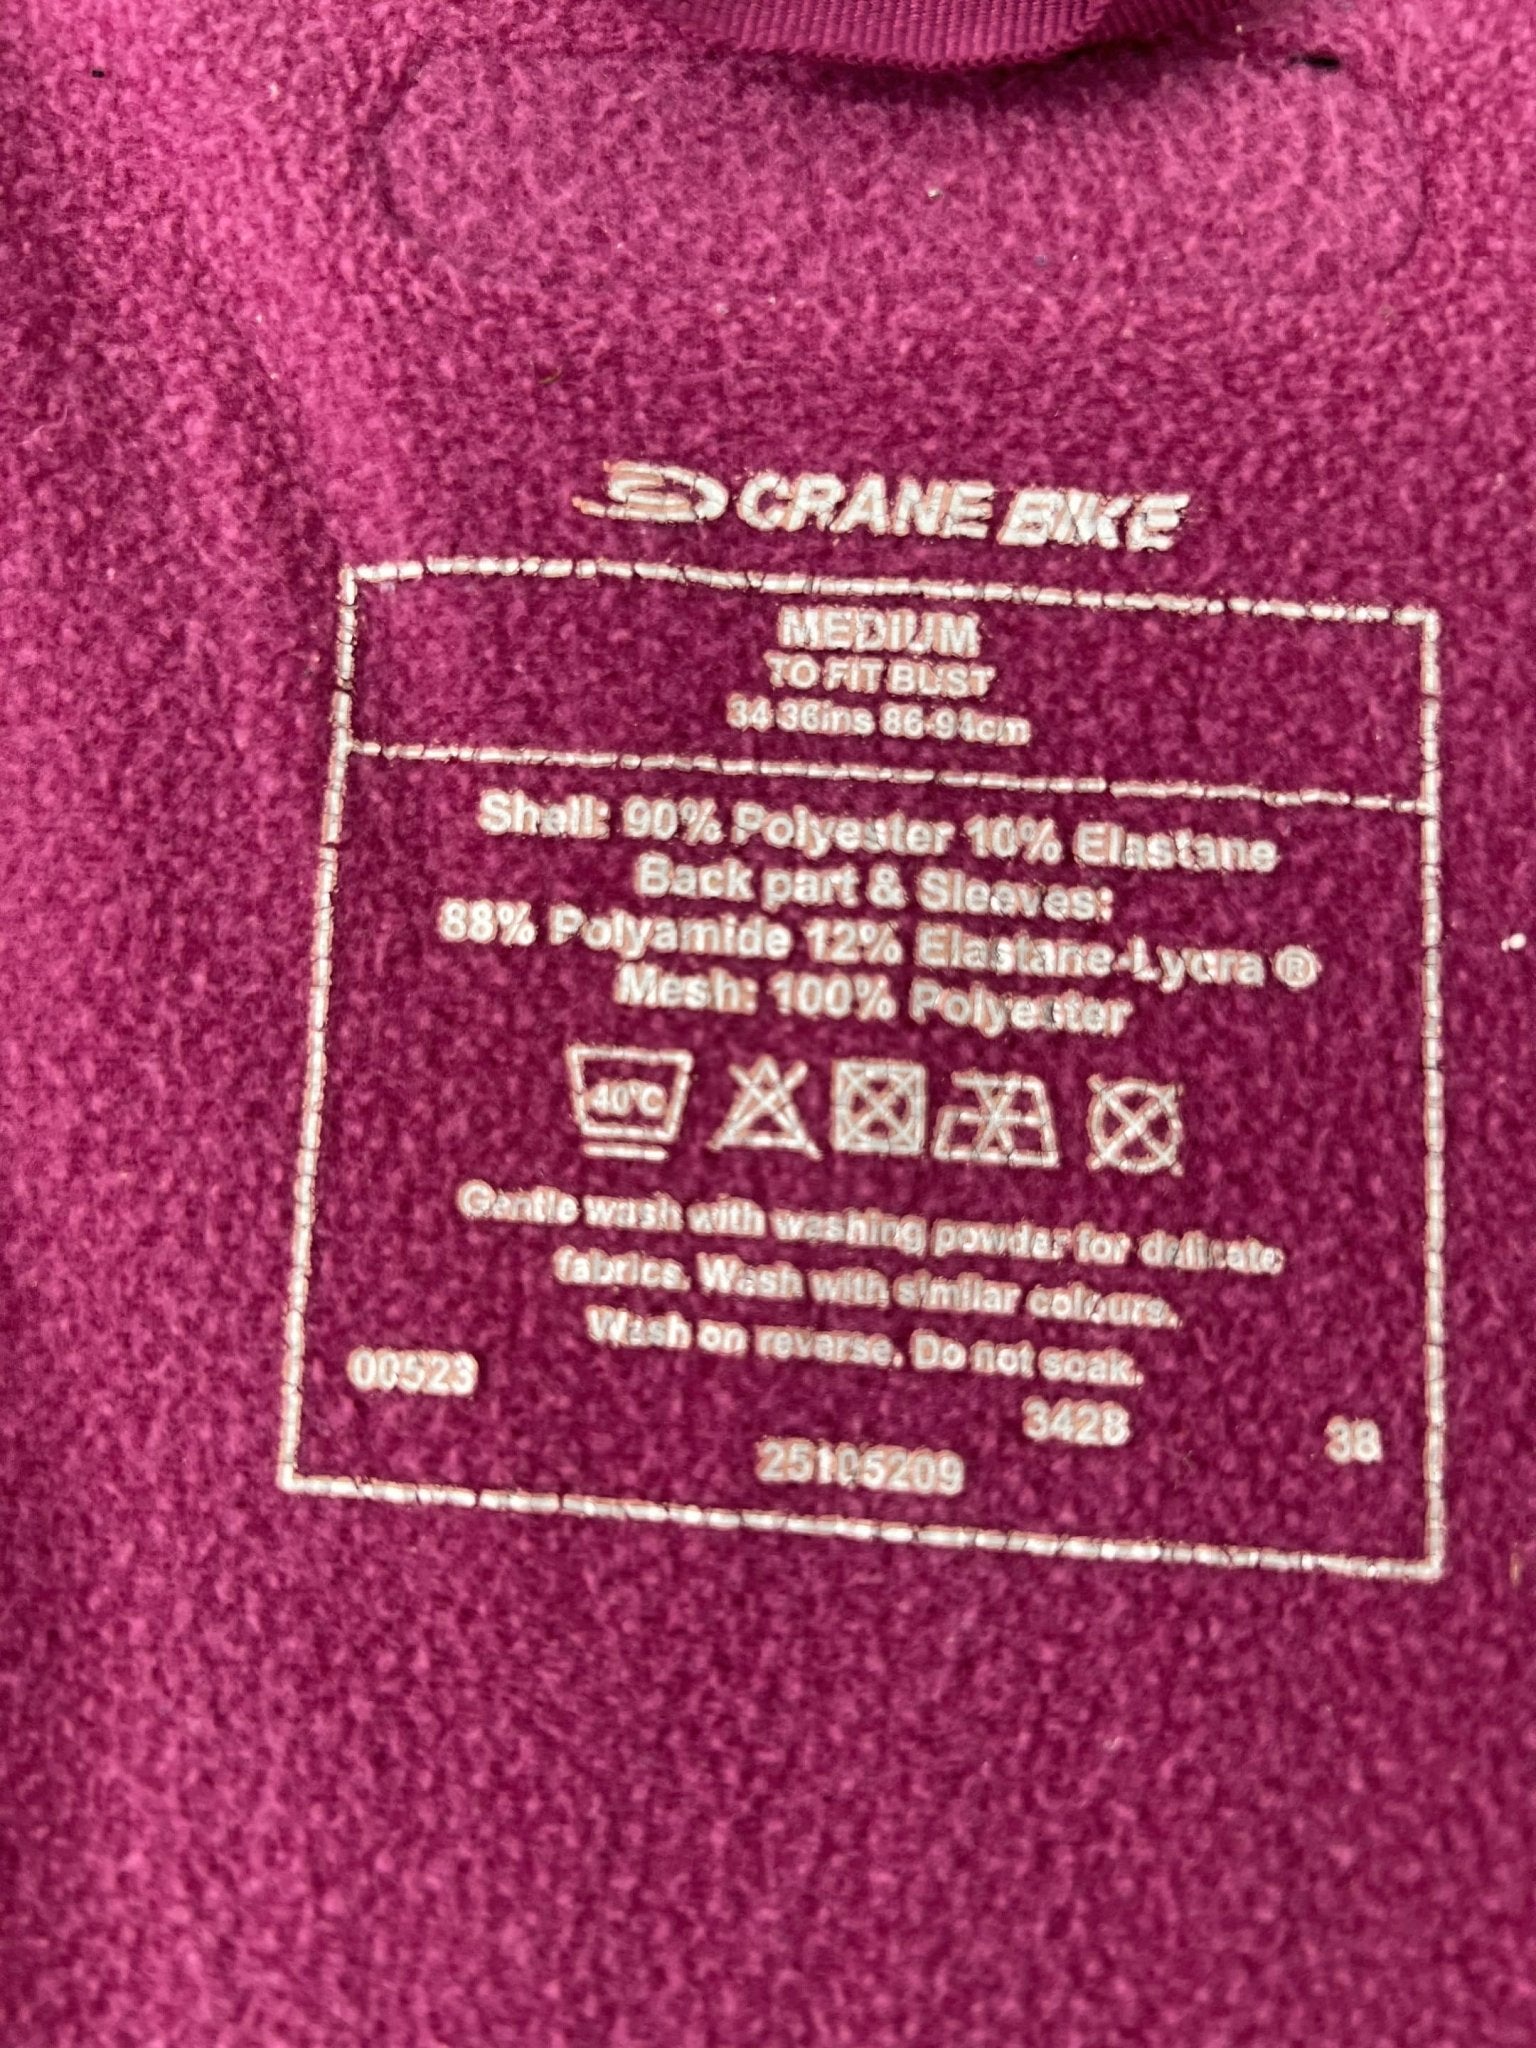 CRANE BIKE
MEDIUM
TO FIT BUST
34-36ins 86-94cm
Shell: 90% Polyester 10% Elastane
Back part & Sleeves:
88% Polyamide 12% Elastane-Lycra ®
Mesh: 100% Polyester
40°C
Gentle wash with washing powder for delicate
fabrics. Wash with similar colours.
Wash on reverse. Do not soak.
00523
3428
38
25105209